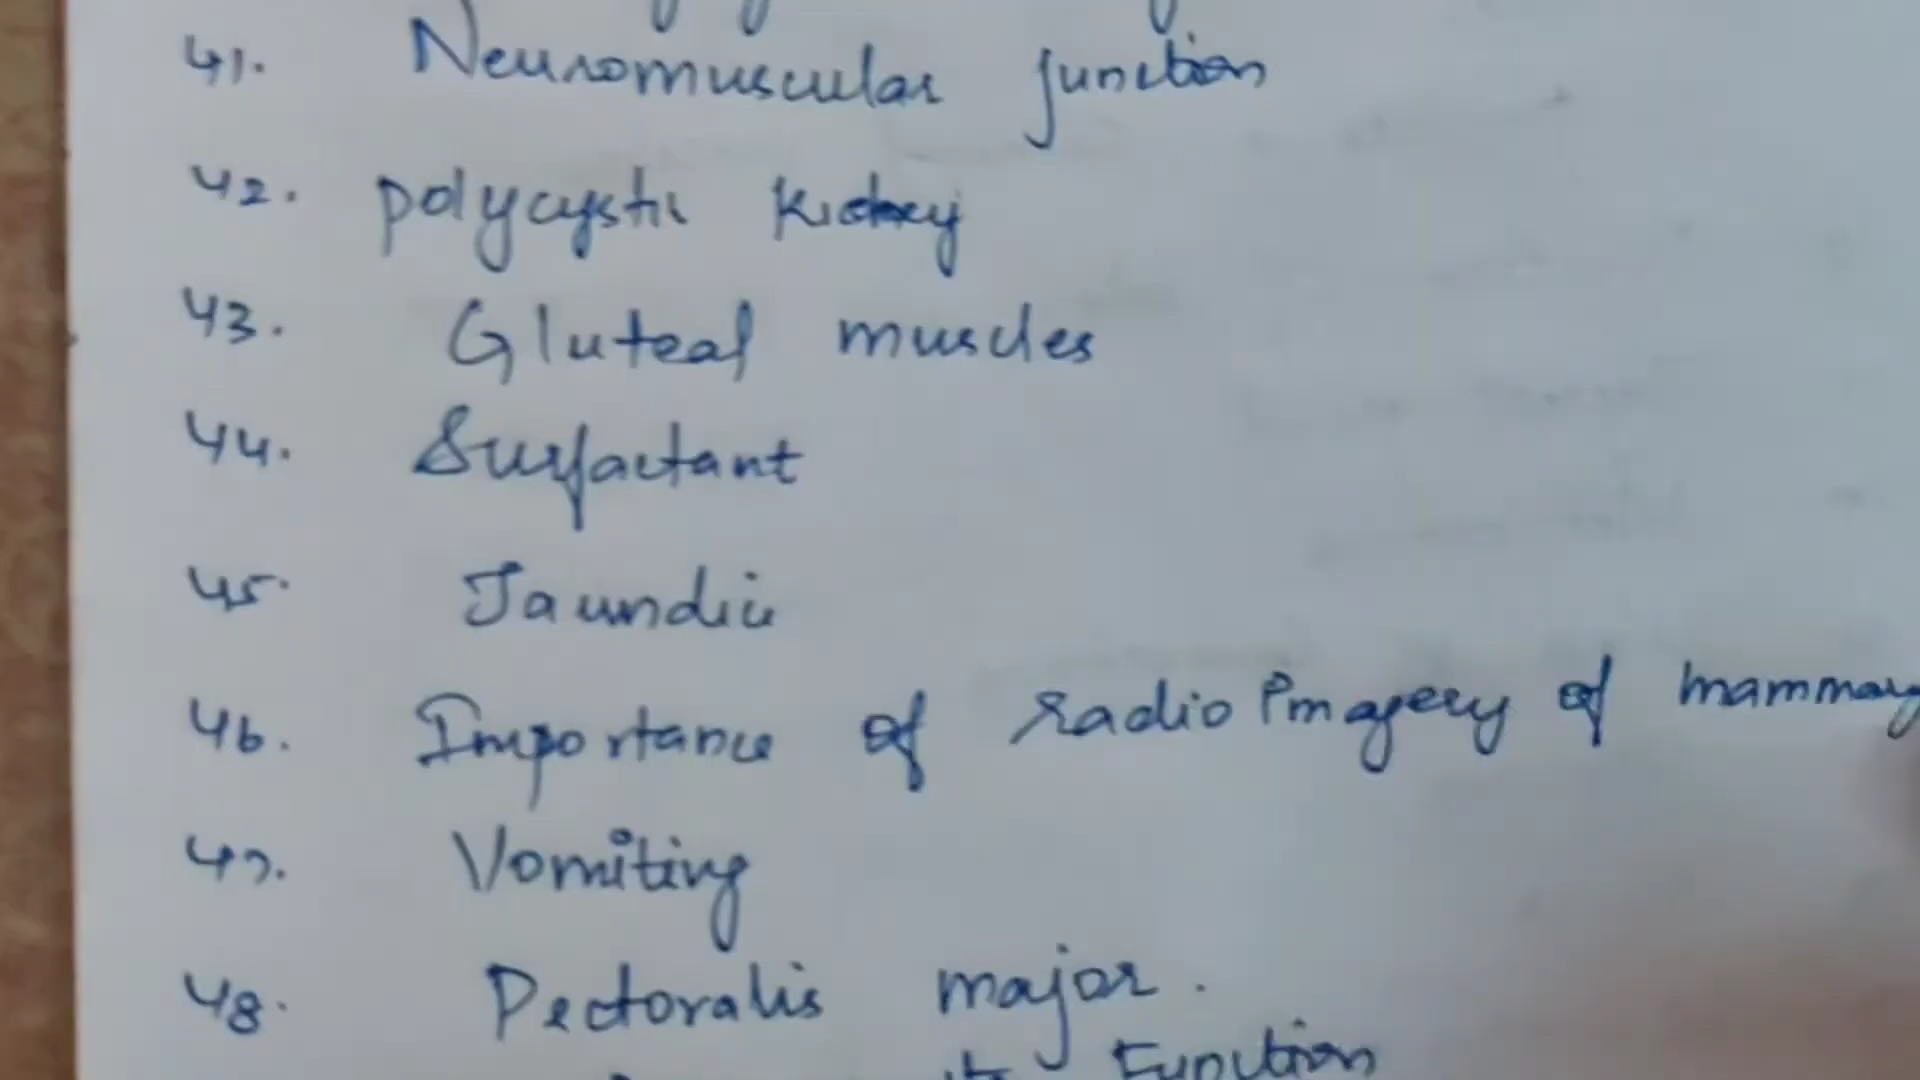 41. Neuromuscular junction
42. polycystic kidney
43. Gluteal muscles
44. Surfactant
45. Jaundice
46. Importance of radio imagery of mammary
47. Vomiting
48. Pectoralis major.
Function